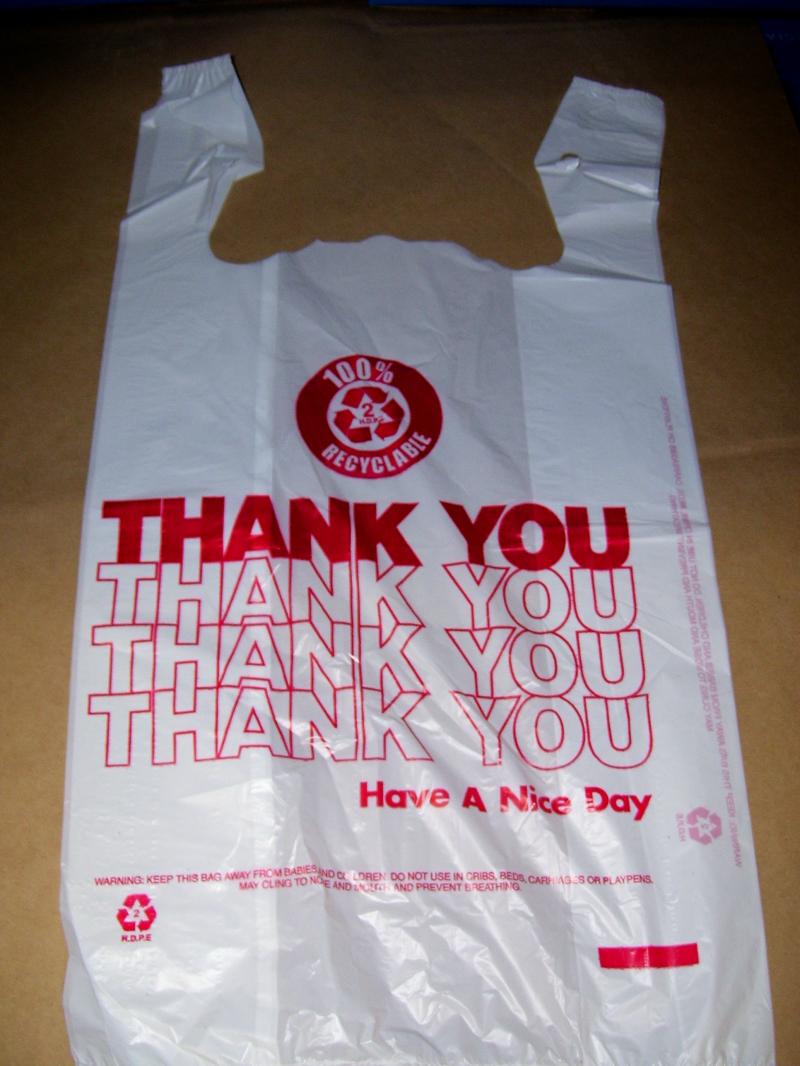 100%
2
H.D.P.E
RECYCLABLE
THANK YOU
THANK YOU
THANK YOU
THANK YOU
Have A Nice Day
WARNING: KEEP THIS BAG AWAY FROM BABIES AND CHILDREN. DO NOT USE IN CRIBS, BEDS, CARRIAGES OR PLAYPENS.
MAY CLING TO NOSE AND MOUTH AND PREVENT BREATHING.
2
H.D.P.E